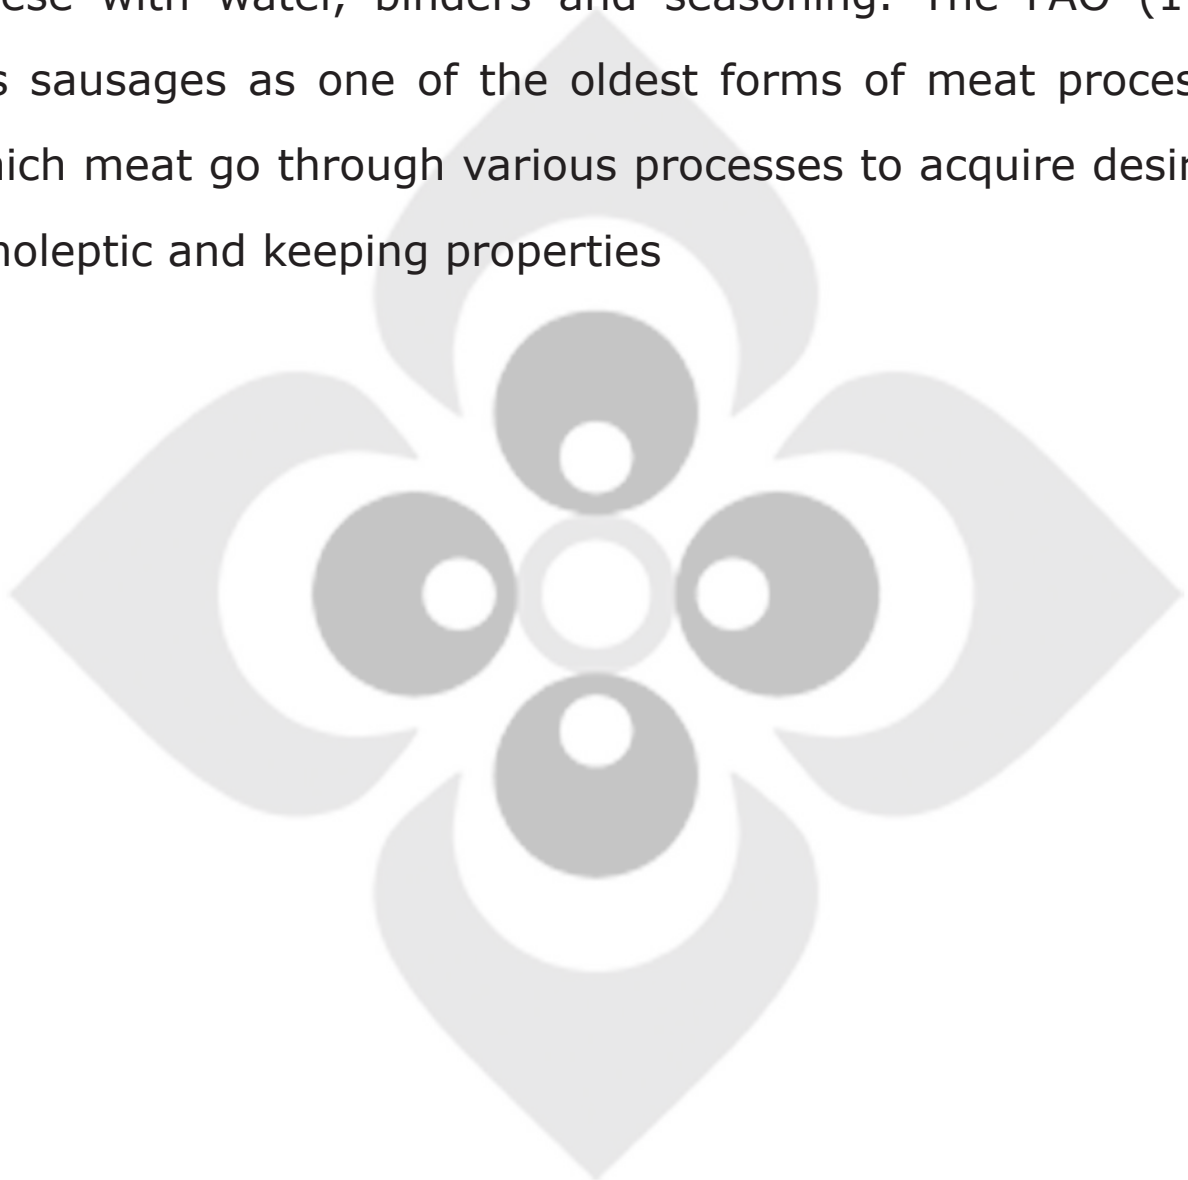 ese with water, binders and seasoning. The FAO (1
s sausages as one of the oldest forms of meat proces
hich meat go through various processes to acquire desir
noleptic and keeping properties